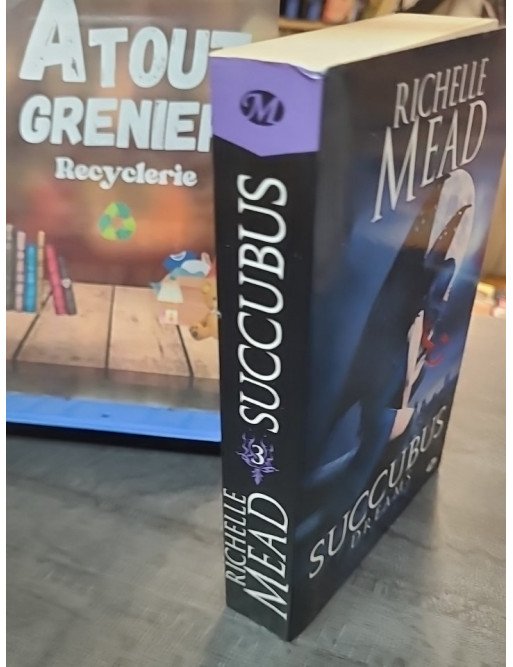 ATOUT
GRENIER
Recyclerie
M
RICHELLE
MEAD
3
SUCCUBUS
RICHELLE
MEAD
SUCCUBUS
DREAMS